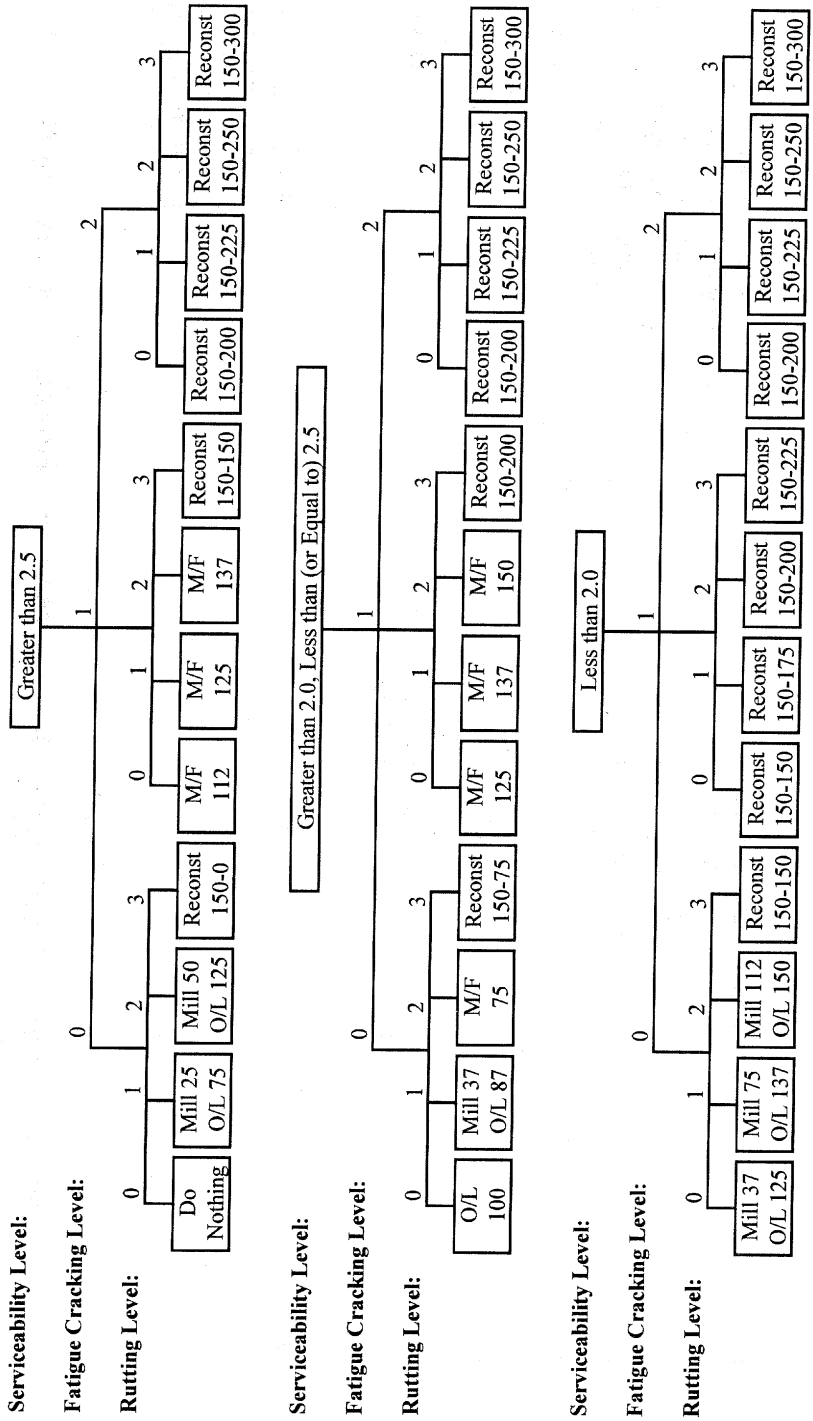 Serviceability Level:
Greater than 2.5
Fatigue Cracking Level:
0 1 2
Rutting Level:
0 1 2 3 0 1 2 3 0 1 2 3
Do Mill 25 Mill 50 Reconst M/F M/F M/F Reconst Reconst Reconst Reconst Reconst
Nothing O/L 75 O/L 125 150-0 112 125 137 150-150 150-200 150-225 150-250 150-300
Serviceability Level:
Greater than 2.0, Less than (or Equal to) 2.5
Fatigue Cracking Level:
0 1 2
Rutting Level:
0 1 2 3 0 1 2 3 0 1 2 3
O/L Mill 37 M/F Reconst M/F M/F M/F Reconst Reconst Reconst Reconst Reconst
100 O/L 87 75 150-75 125 137 150 150-200 150-200 150-225 150-250 150-300
Serviceability Level:
Less than 2.0
Fatigue Cracking Level:
0 1 2
Rutting Level:
0 1 2 3 0 1 2 3 0 1 2 3
Mill 37 Mill 75 Mill 112 Reconst Reconst Reconst Reconst Reconst Reconst Reconst Reconst Reconst
O/L 125 O/L 137 O/L 150 150-150 150-150 150-175 150-200 150-225 150-200 150-225 150-250 150-300